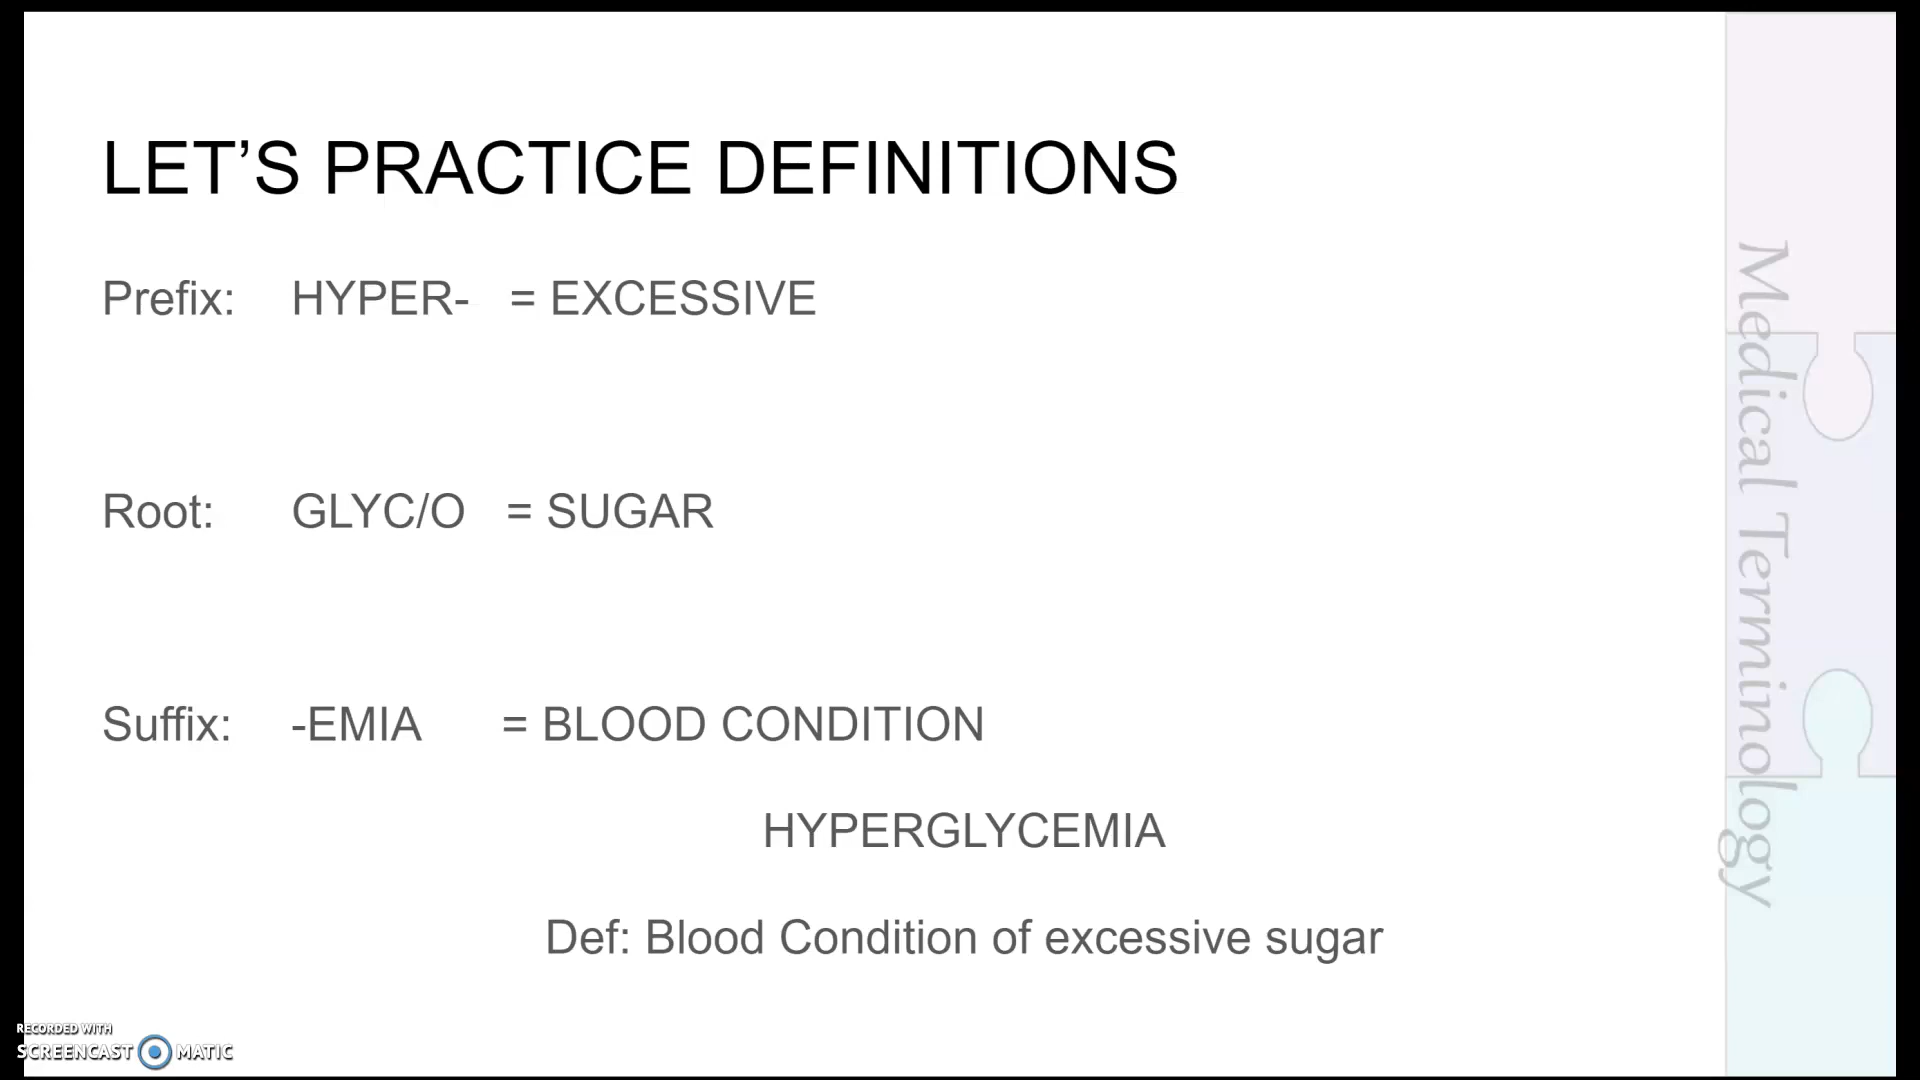 LET’S PRACTICE DEFINITIONS
Prefix: HYPER- = EXCESSIVE
Root: GLYC/O = SUGAR
Suffix: -EMIA = BLOOD CONDITION
HYPERGLYCEMIA
Def: Blood Condition of excessive sugar
Medical Terminology
RECORDED WITH
SCREENCAST MATIC